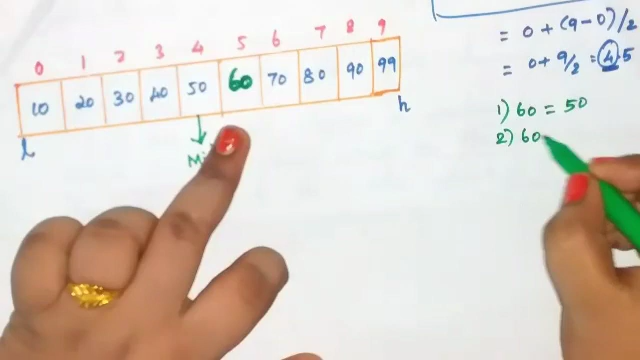 = 0 + (9-0)/2
= 0 + 9/2 = 4.5
0 1 2 3 4 5 6 7 8 9
10 20 30 40 50 60 70 80 90 99
l h
Mi
1) 60 = 50
2) 60